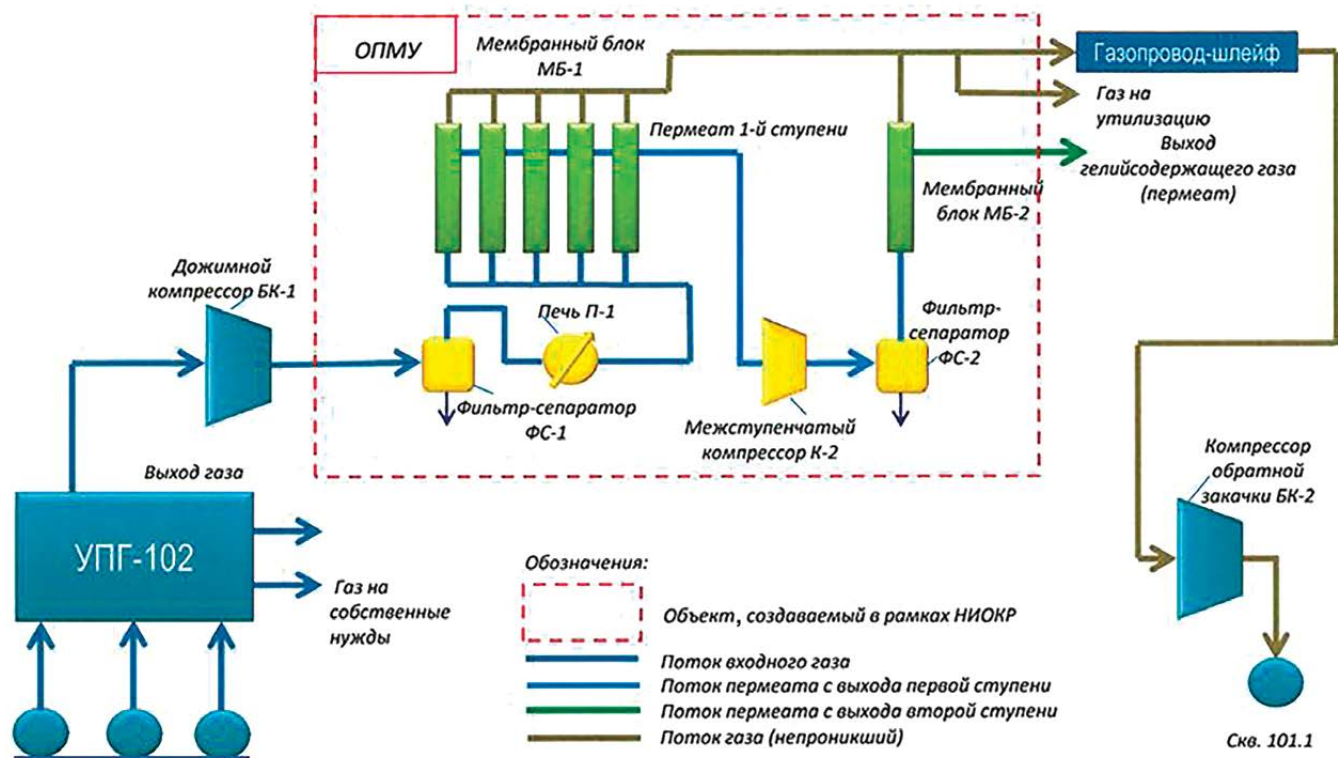 ОПМУ
Мембранный блок
МБ-1
Газопровод-шлейф
Газ на
утилизацию
Пермеат 1-й ступени
Выход
гелийсодержащего газа
(пермеат)
Мембранный
блок МБ-2
Дожимной
компрессор БК-1
Печь П-1
Фильтр-
сепаратор
ФС-2
Фильтр-сепаратор
ФС-1
Межступенчатый
компрессор К-2
Компрессор
обратной
закачки БК-2
Выход газа
УПГ-102
Газ на
собственные
нужды
Обозначения:
Объект, создаваемый в рамках НИОКР
Поток входного газа
Поток пермеата с выхода первой ступени
Поток пермеата с выхода второй ступени
Поток газа (непроникший)
Скв. 101.1